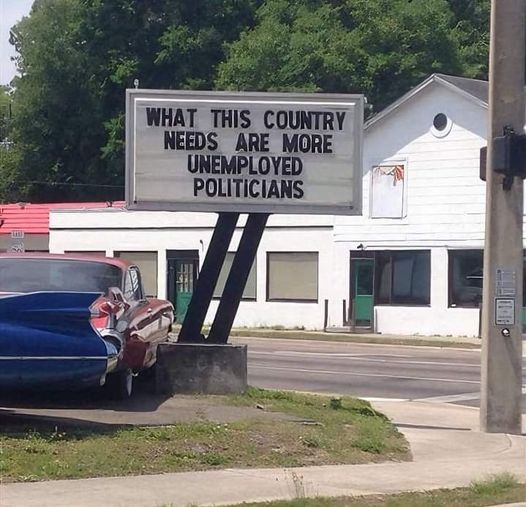 WHAT THIS COUNTRY
NEEDS ARE MORE
UNEMPLOYED
POLITICIANS